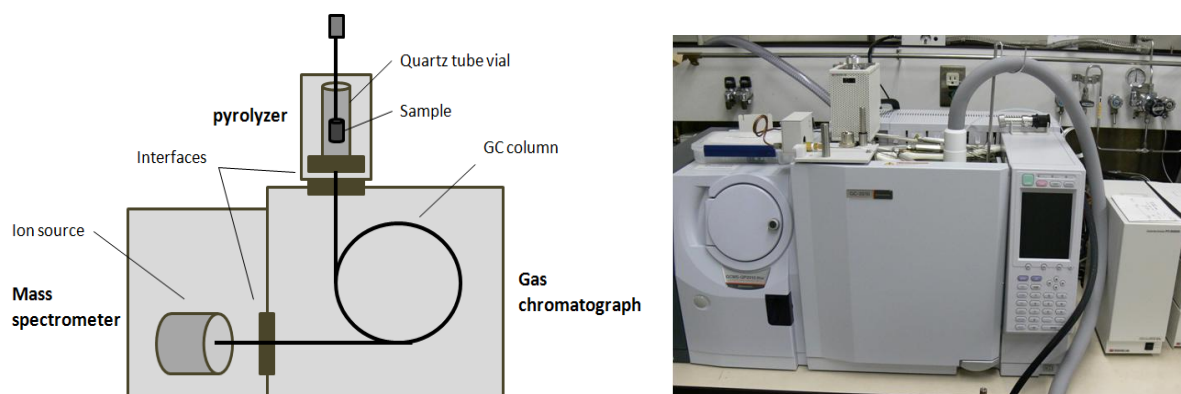 Quartz tube vial
pyrolyzer
Sample
Interfaces
GC column
Ion source
Gas
chromatograph
Mass
spectrometer